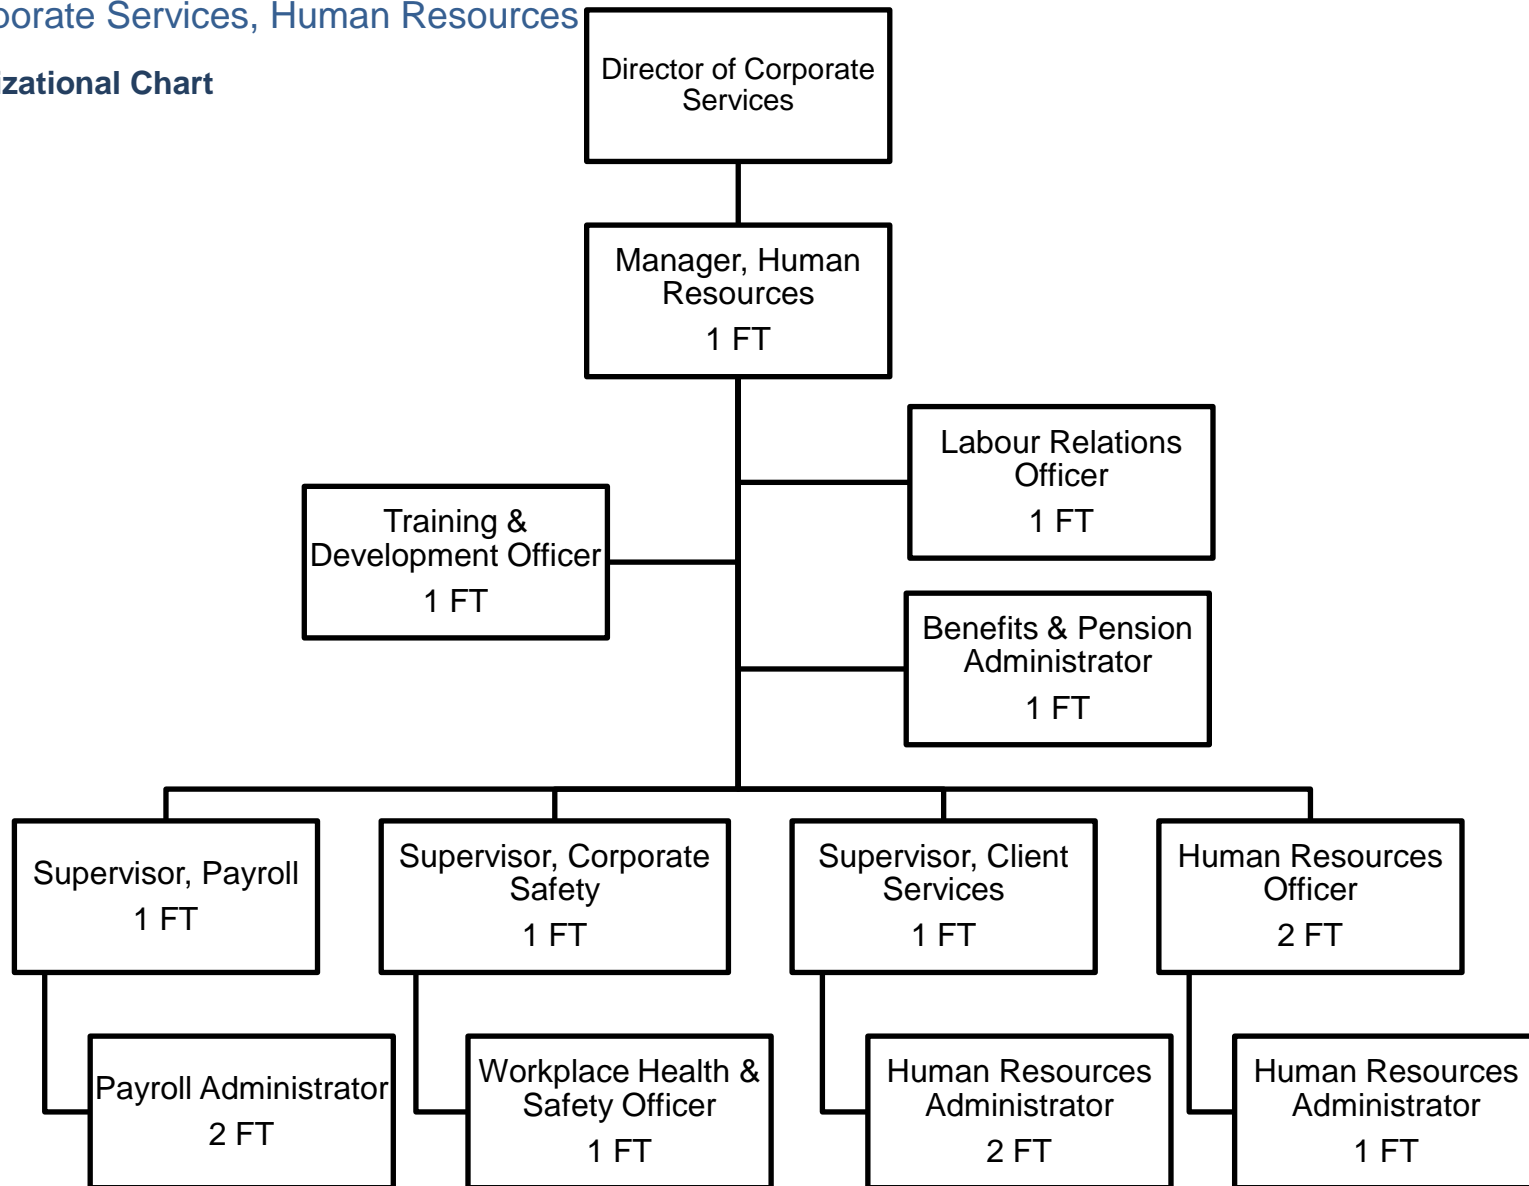 porate Services, Human Resources
izational Chart
Director of Corporate
Services
Manager, Human
Resources
1 FT
Labour Relations
Officer
1 FT
Training &
Development Officer
1 FT
Benefits & Pension
Administrator
1 FT
Supervisor, Payroll
1 FT
Supervisor, Corporate
Safety
1 FT
Supervisor, Client
Services
1 FT
Human Resources
Officer
2 FT
Payroll Administrator
2 FT
Workplace Health &
Safety Officer
1 FT
Human Resources
Administrator
2 FT
Human Resources
Administrator
1 FT